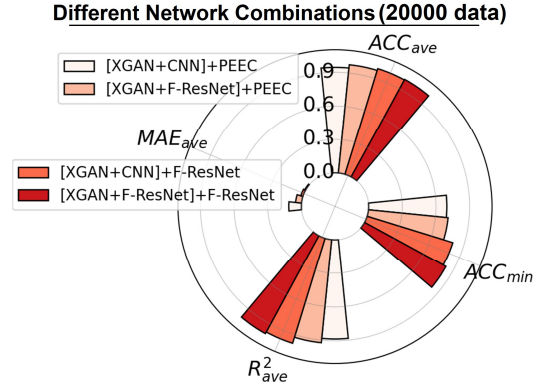 Different Network Combinations (20000 data)
ACC_ave
[XGAN+CNN]+PEEC
[XGAN+F-ResNet]+PEEC
0.9
0.6
0.3
0.0
MAE_ave
[XGAN+CNN]+F-ResNet
[XGAN+F-ResNet]+F-ResNet
ACC_min
R²_ave